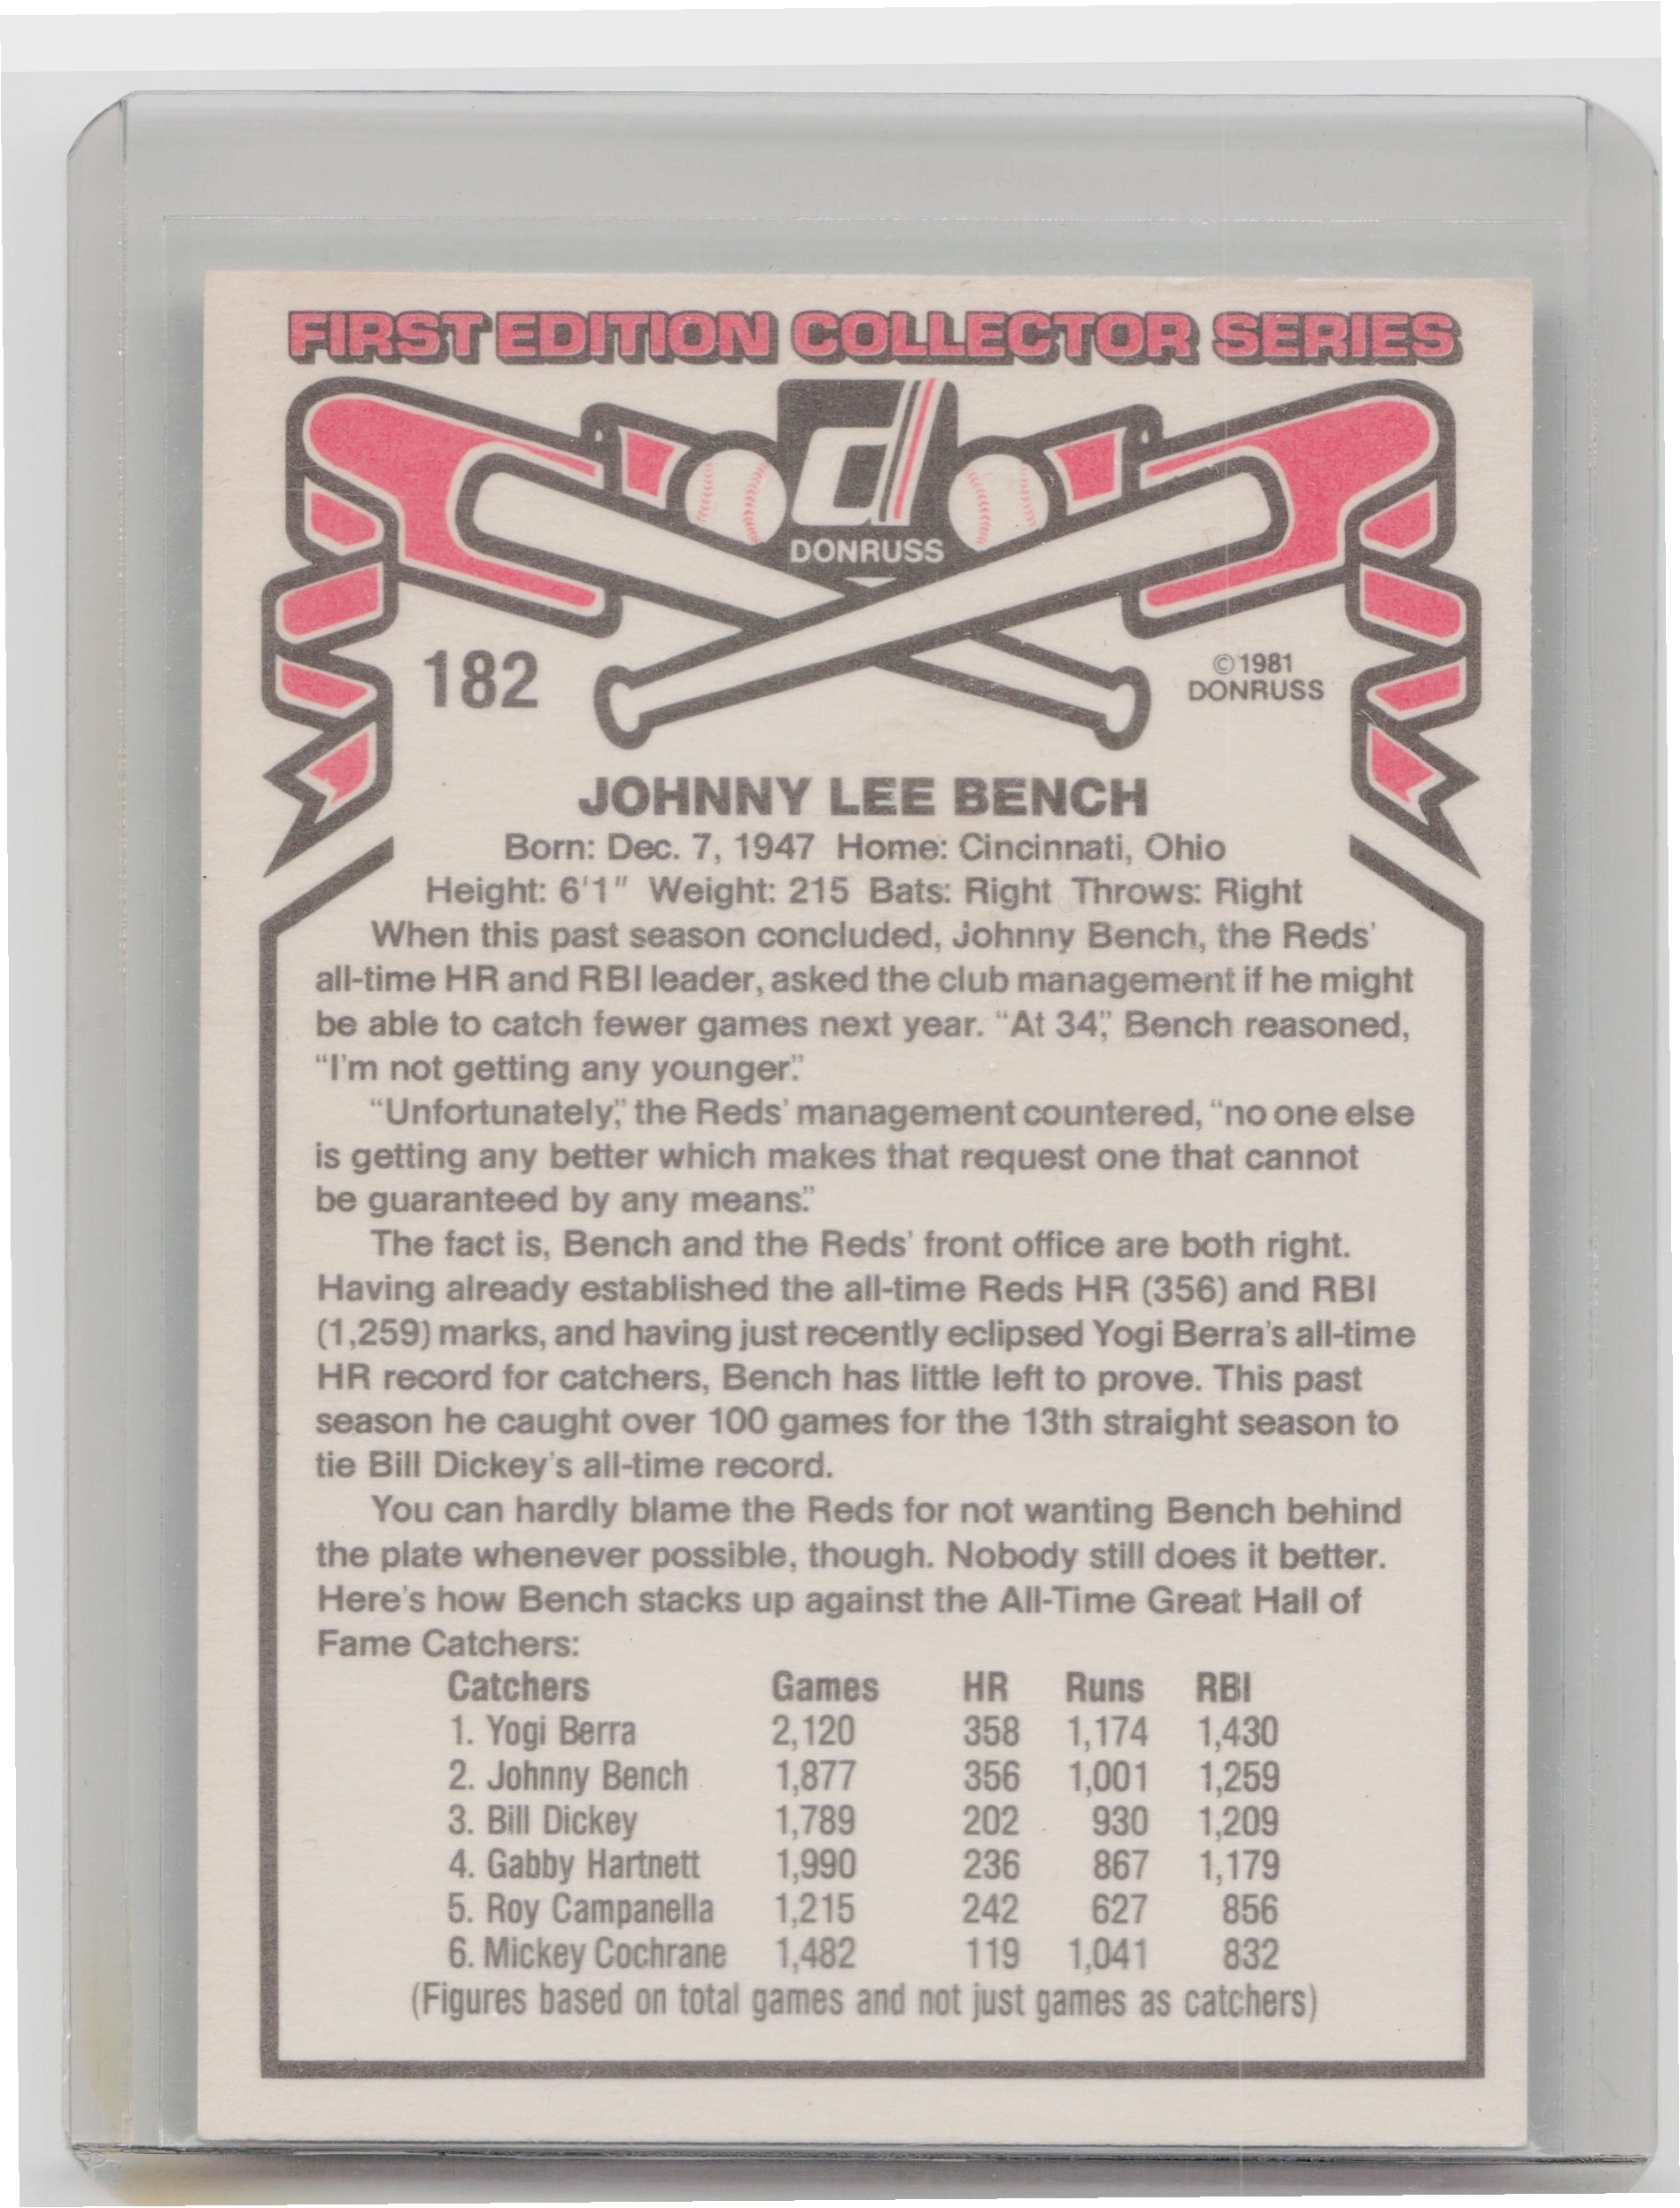 FIRST EDITION COLLECTOR SERIES
d
DONRUSS
182
©1981
DONRUSS
JOHNNY LEE BENCH
Born: Dec. 7, 1947 Home: Cincinnati, Ohio
Height: 6'1" Weight: 215 Bats: Right Throws: Right
When this past season concluded, Johnny Bench, the Reds'
all-time HR and RBI leader, asked the club management if he might
be able to catch fewer games next year. “At 34,” Bench reasoned,
“I'm not getting any younger.”
“Unfortunately,” the Reds' management countered, “no one else
is getting any better which makes that request one that cannot
be guaranteed by any means.”
The fact is, Bench and the Reds' front office are both right.
Having already established the all-time Reds HR (356) and RBI
(1,259) marks, and having just recently eclipsed Yogi Berra's all-time
HR record for catchers, Bench has little left to prove. This past
season he caught over 100 games for the 13th straight season to
tie Bill Dickey's all-time record.
You can hardly blame the Reds for not wanting Bench behind
the plate whenever possible, though. Nobody still does it better.
Here's how Bench stacks up against the All-Time Great Hall of
Fame Catchers:
Catchers Games HR Runs RBI
1. Yogi Berra 2,120 358 1,174 1,430
2. Johnny Bench 1,877 356 1,001 1,259
3. Bill Dickey 1,789 202 930 1,209
4. Gabby Hartnett 1,990 236 867 1,179
5. Roy Campanella 1,215 242 627 856
6. Mickey Cochrane 1,482 119 1,041 832
(Figures based on total games and not just games as catchers)